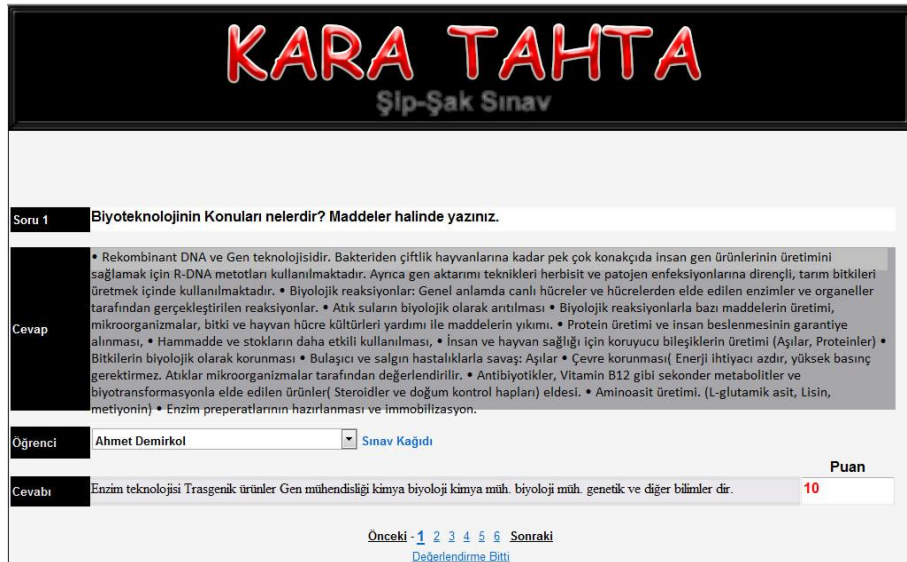 KARA TAHTA
Şip-Şak Sınav
Soru 1
Biyoteknolojinin Konuları nelerdir? Maddeler halinde yazınız.
Cevap
• Rekombinant DNA ve Gen teknolojisidir. Bakteriden çiftlik hayvanlarına kadar pek çok konakçıda insan gen ürünlerinin üretimini
sağlamak için R-DNA metotları kullanılmaktadır. Ayrıca gen aktarımı teknikleri herbisit ve patojen enfeksiyonlarına dirençli, tarım bitkileri
üretmek içinde kullanılmaktadır. • Biyolojik reaksiyonlar: Genel anlamda canlı hücreler ve hücrelerden elde edilen enzimler ve organeller
tarafından gerçekleştirilen reaksiyonlar. • Atık suların biyolojik olarak arıtılması • Biyolojik reaksiyonlarla bazı maddelerin üretimi,
mikroorganizmalar, bitki ve hayvan hücre kültürleri yardımı ile maddelerin yıkımı. • Protein üretimi ve insan beslenmesinin garantiye
alınması, • Hammadde ve stokların daha etkili kullanılması, • İnsan ve hayvan sağlığı için koruyucu bileşiklerin üretimi (Aşılar, Proteinler) •
Bitkilerin biyolojik olarak korunması • Bulaşıcı ve salgın hastalıklarla savaş: Aşılar • Çevre korunması( Enerji ihtiyacı azdır, yüksek basınç
gerektirmez. Atıklar mikroorganizmalar tarafından değerlendirilir. • Antibiyotikler, Vitamin B12 gibi sekonder metabolitler ve
biyotransformasyonla elde edilen ürünler( Steroidler ve doğum kontrol hapları) eldesi. • Aminoasit üretimi. (L-glutamik asit, Lisin,
metiyonin) • Enzim preperatlarının hazırlanması ve immobilizasyon.
Öğrenci
Ahmet Demirkol
Sınav Kağıdı
Puan
Cevabı
Enzim teknolojisi Trasgenik ürünler Gen mühendisliği kimya biyoloji kimya müh. biyoloji müh. genetik ve diğer bilimler dir.
10
Önceki - 1 2 3 4 5 6 Sonraki
Değerlendirme Bitti